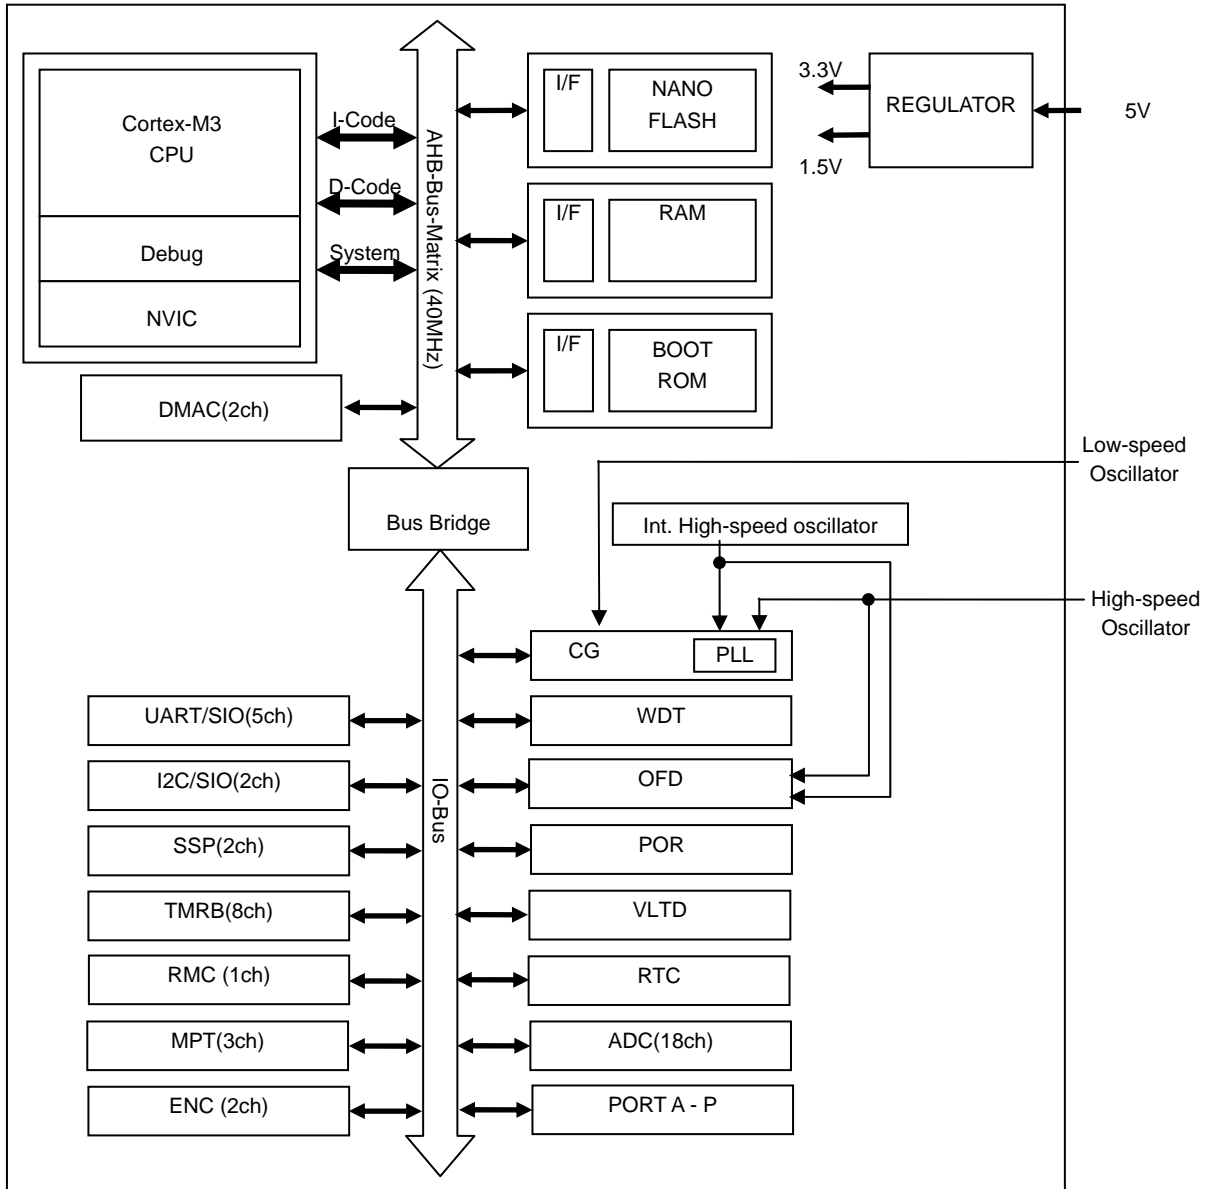 Cortex-M3
CPU
Debug
NVIC
I-Code
D-Code
System
AHB-Bus-Matrix (40MHz)
I/F
NANO
FLASH
I/F
RAM
I/F
BOOT
ROM
3.3V
1.5V
REGULATOR
5V
DMAC(2ch)
Bus Bridge
Low-speed
Oscillator
Int. High-speed oscillator
High-speed
Oscillator
CG
PLL
IO-Bus
UART/SIO(5ch)
WDT
I2C/SIO(2ch)
OFD
SSP(2ch)
POR
TMRB(8ch)
VLTD
RMC (1ch)
RTC
MPT(3ch)
ADC(18ch)
ENC (2ch)
PORT A - P